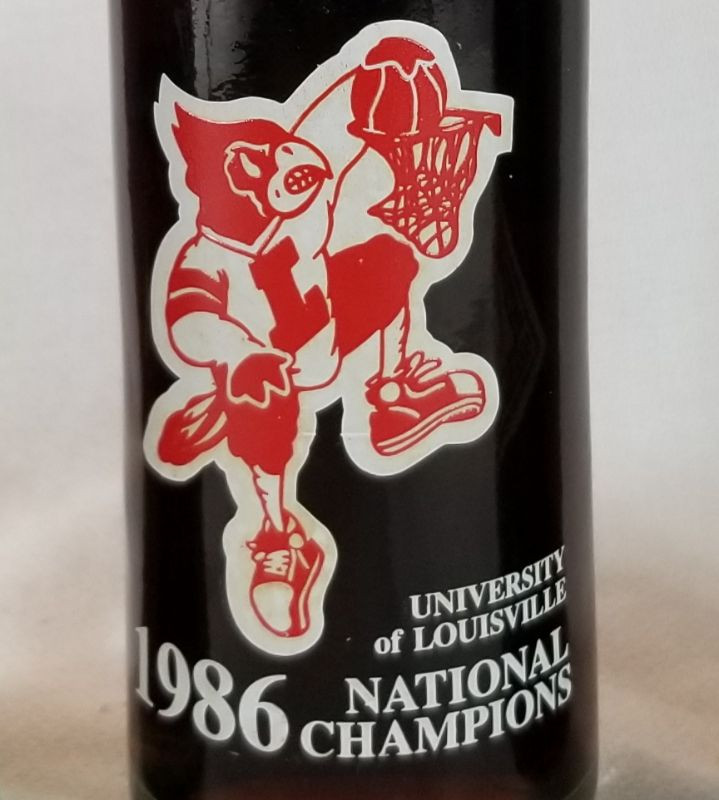 L
UNIVERSITY
of LOUISVILLE
1986 NATIONAL
CHAMPIONS